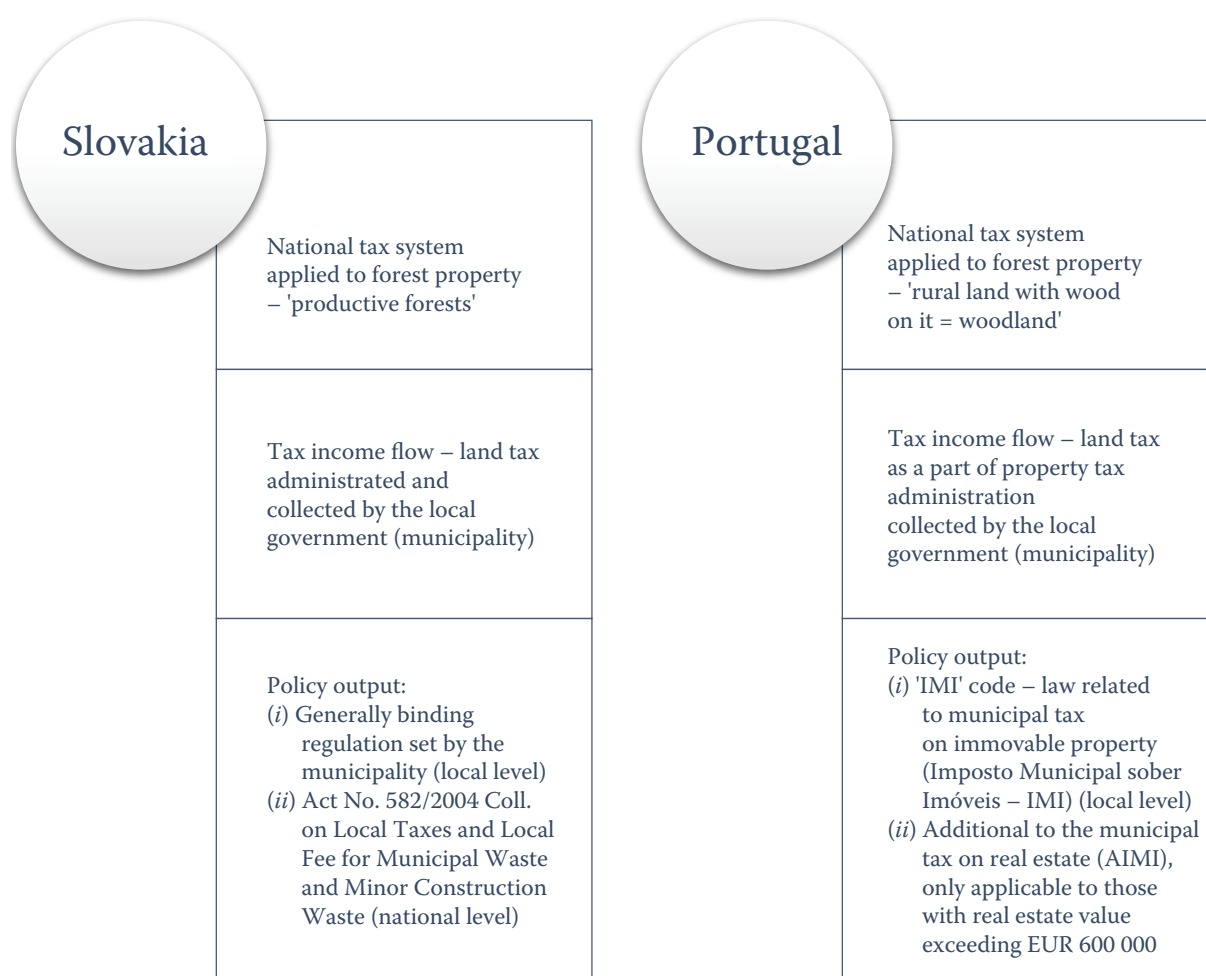 Slovakia
National tax system
applied to forest property
– 'productive forests'
Tax income flow – land tax
administrated and
collected by the local
government (municipality)
Policy output:
(i) Generally binding
regulation set by the
municipality (local level)
(ii) Act No. 582/2004 Coll.
on Local Taxes and Local
Fee for Municipal Waste
and Minor Construction
Waste (national level)
Portugal
National tax system
applied to forest property
– 'rural land with wood
on it = woodland'
Tax income flow – land tax
as a part of property tax
administration
collected by the local
government (municipality)
Policy output:
(i) 'IMI' code – law related
to municipal tax
on immovable property
(Imposto Municipal sober
Imóveis – IMI) (local level)
(ii) Additional to the municipal
tax on real estate (AIMI),
only applicable to those
with real estate value
exceeding EUR 600 000